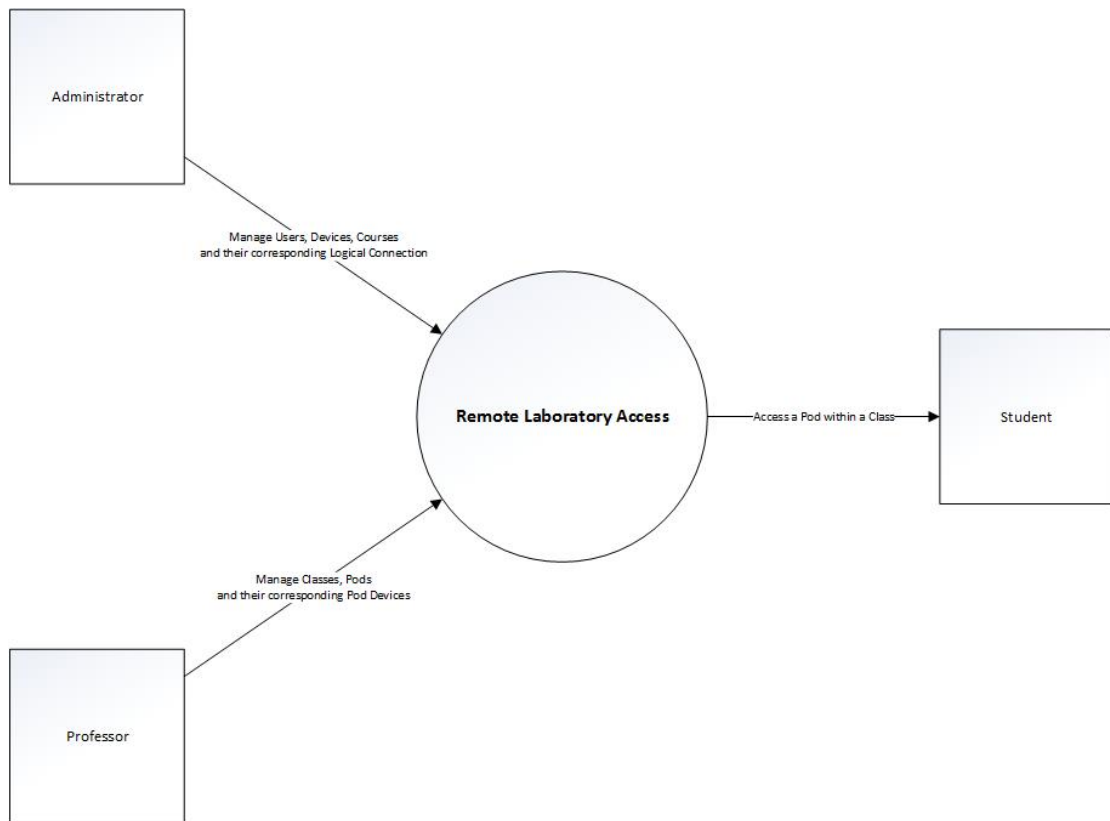 Administrator
Manage Users, Devices, Courses
and their corresponding Logical Connection
Remote Laboratory Access
Access a Pod within a Class
Student
Manage Classes, Pods
and their corresponding Pod Devices
Professor